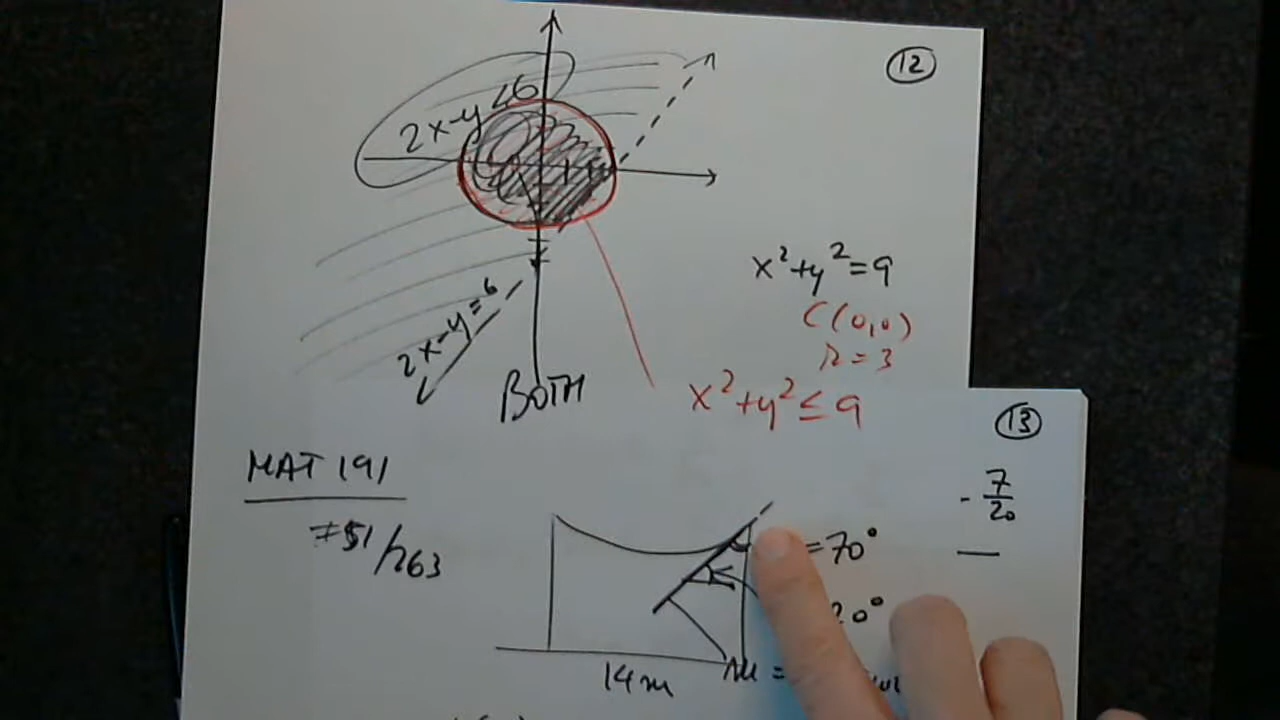 12
2x-y<6
x²+y²=9
C(0,0)
r=3
2x-y=6
BOTH
x²+y²≤9
13
MAT 191
#51/263
-7/20
=70°
20°
14m
m =